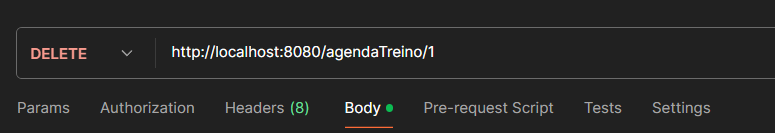 DELETE http://localhost:8080/agendaTreino/1
Params Authorization Headers (8) Body Pre-request Script Tests Settings